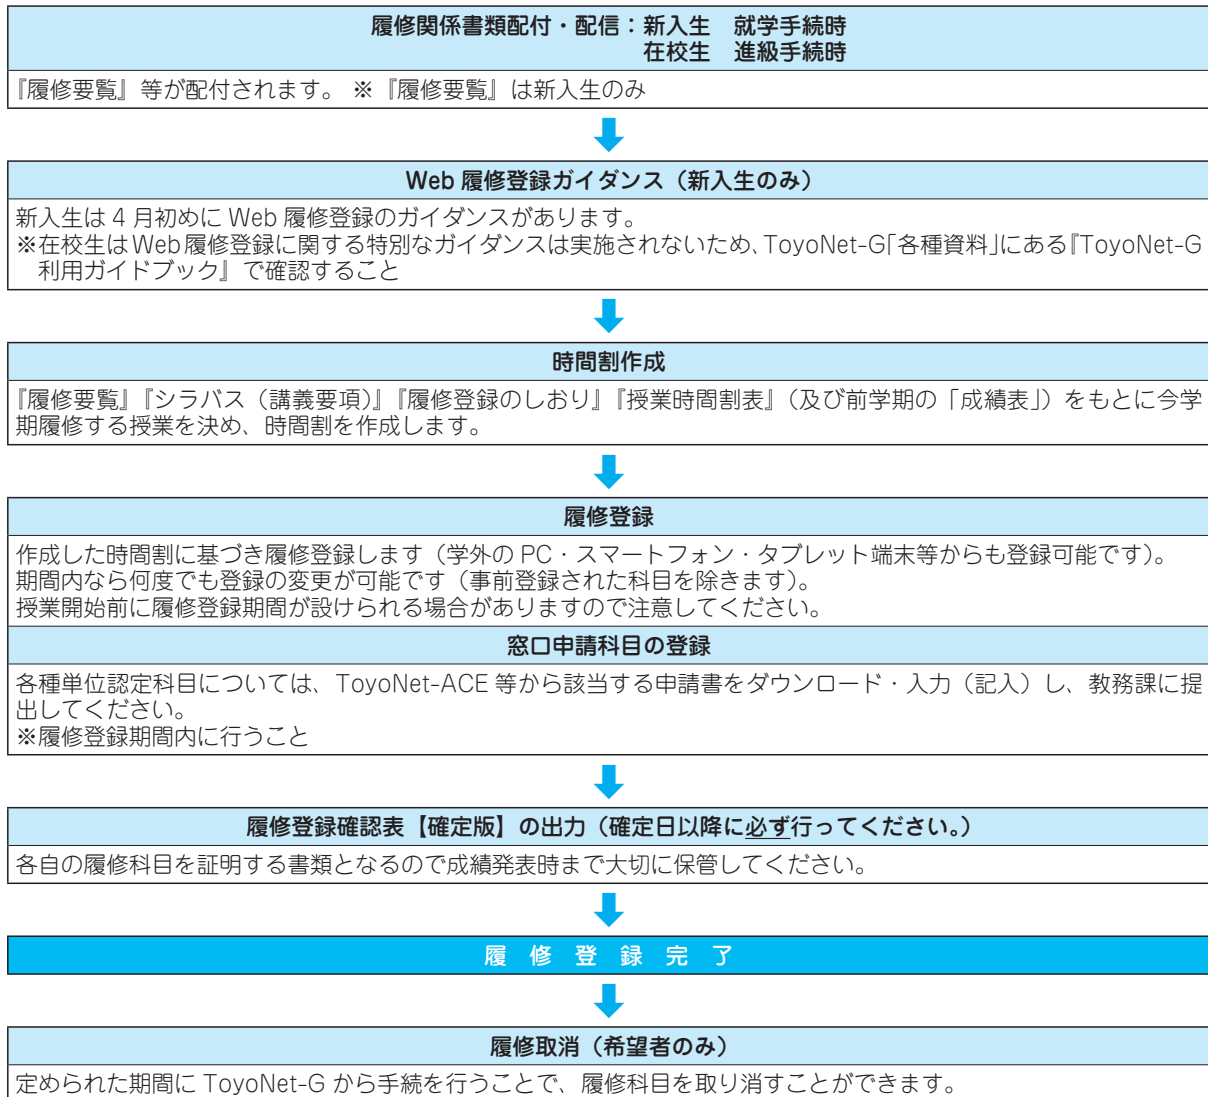 履修関係書類配付・配信：新入生　就学手続時
在校生　進級手続時
『履修要覧』等が配付されます。 ※『履修要覧』は新入生のみ
Web 履修登録ガイダンス（新入生のみ）
新入生は 4 月初めに Web 履修登録のガイダンスがあります。
※在校生はWeb履修登録に関する特別なガイダンスは実施されないため、ToyoNet-G「各種資料」にある『ToyoNet-G
利用ガイドブック』で確認すること
時間割作成
『履修要覧』『シラバス（講義要項）』『履修登録のしおり』『授業時間割表』（及び前学期の「成績表」）をもとに今学
期履修する授業を決め、時間割を作成します。
履修登録
作成した時間割に基づき履修登録します（学外の PC・スマートフォン・タブレット端末等からも登録可能です）。
期間内なら何度でも登録の変更が可能です（事前登録された科目を除きます）。
授業開始前に履修登録期間が設けられる場合がありますので注意してください。
窓口申請科目の登録
各種単位認定科目については、ToyoNet-ACE 等から該当する申請書をダウンロード・入力（記入）し、教務課に提
出してください。
※履修登録期間内に行うこと
履修登録確認表【確定版】の出力（確定日以降に必ず行ってください。）
各自の履修科目を証明する書類となるので成績発表時まで大切に保管してください。
履　修　登　録　完　了
履修取消（希望者のみ）
定められた期間に ToyoNet-G から手続を行うことで、履修科目を取り消すことができます。